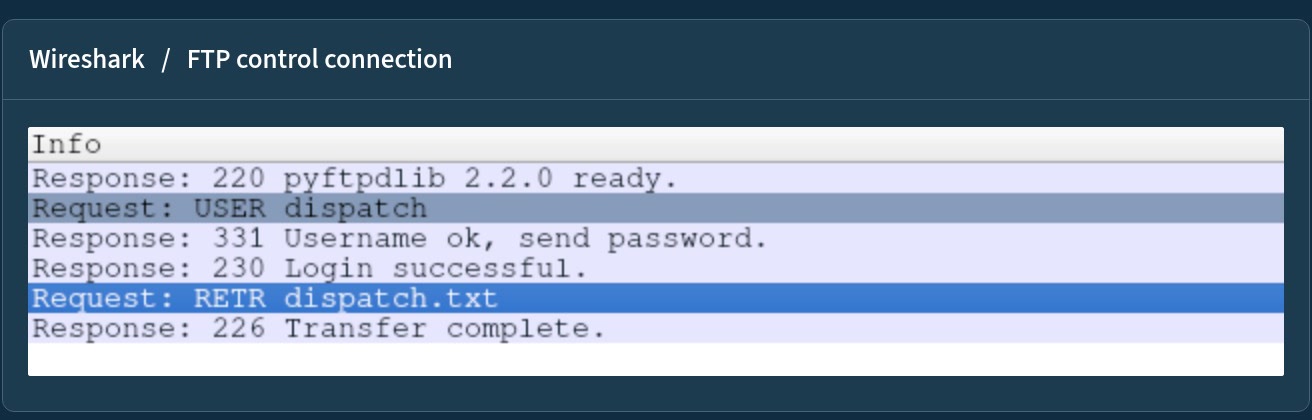 Wireshark / FTP control connection
Info
Response: 220 pyftpdlib 2.2.0 ready.
Request: USER dispatch
Response: 331 Username ok, send password.
Response: 230 Login successful.
Request: RETR dispatch.txt
Response: 226 Transfer complete.